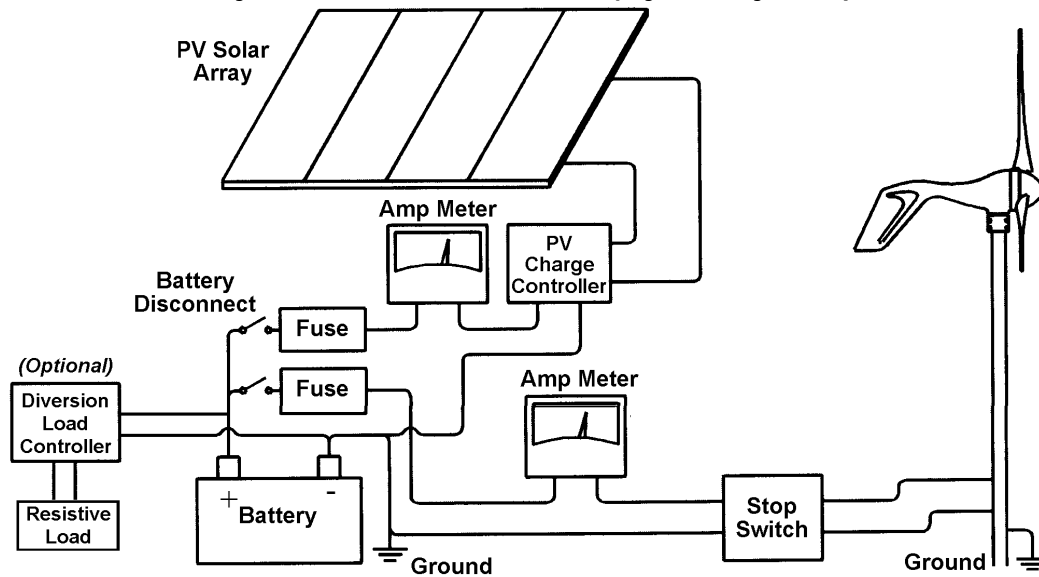 PV Solar
Array
Amp Meter
PV
Charge
Controller
Battery
Disconnect
Fuse
(Optional)
Fuse
Amp Meter
Diversion
Load
Controller
+
-
Battery
Resistive
Load
Stop
Switch
Ground
Ground